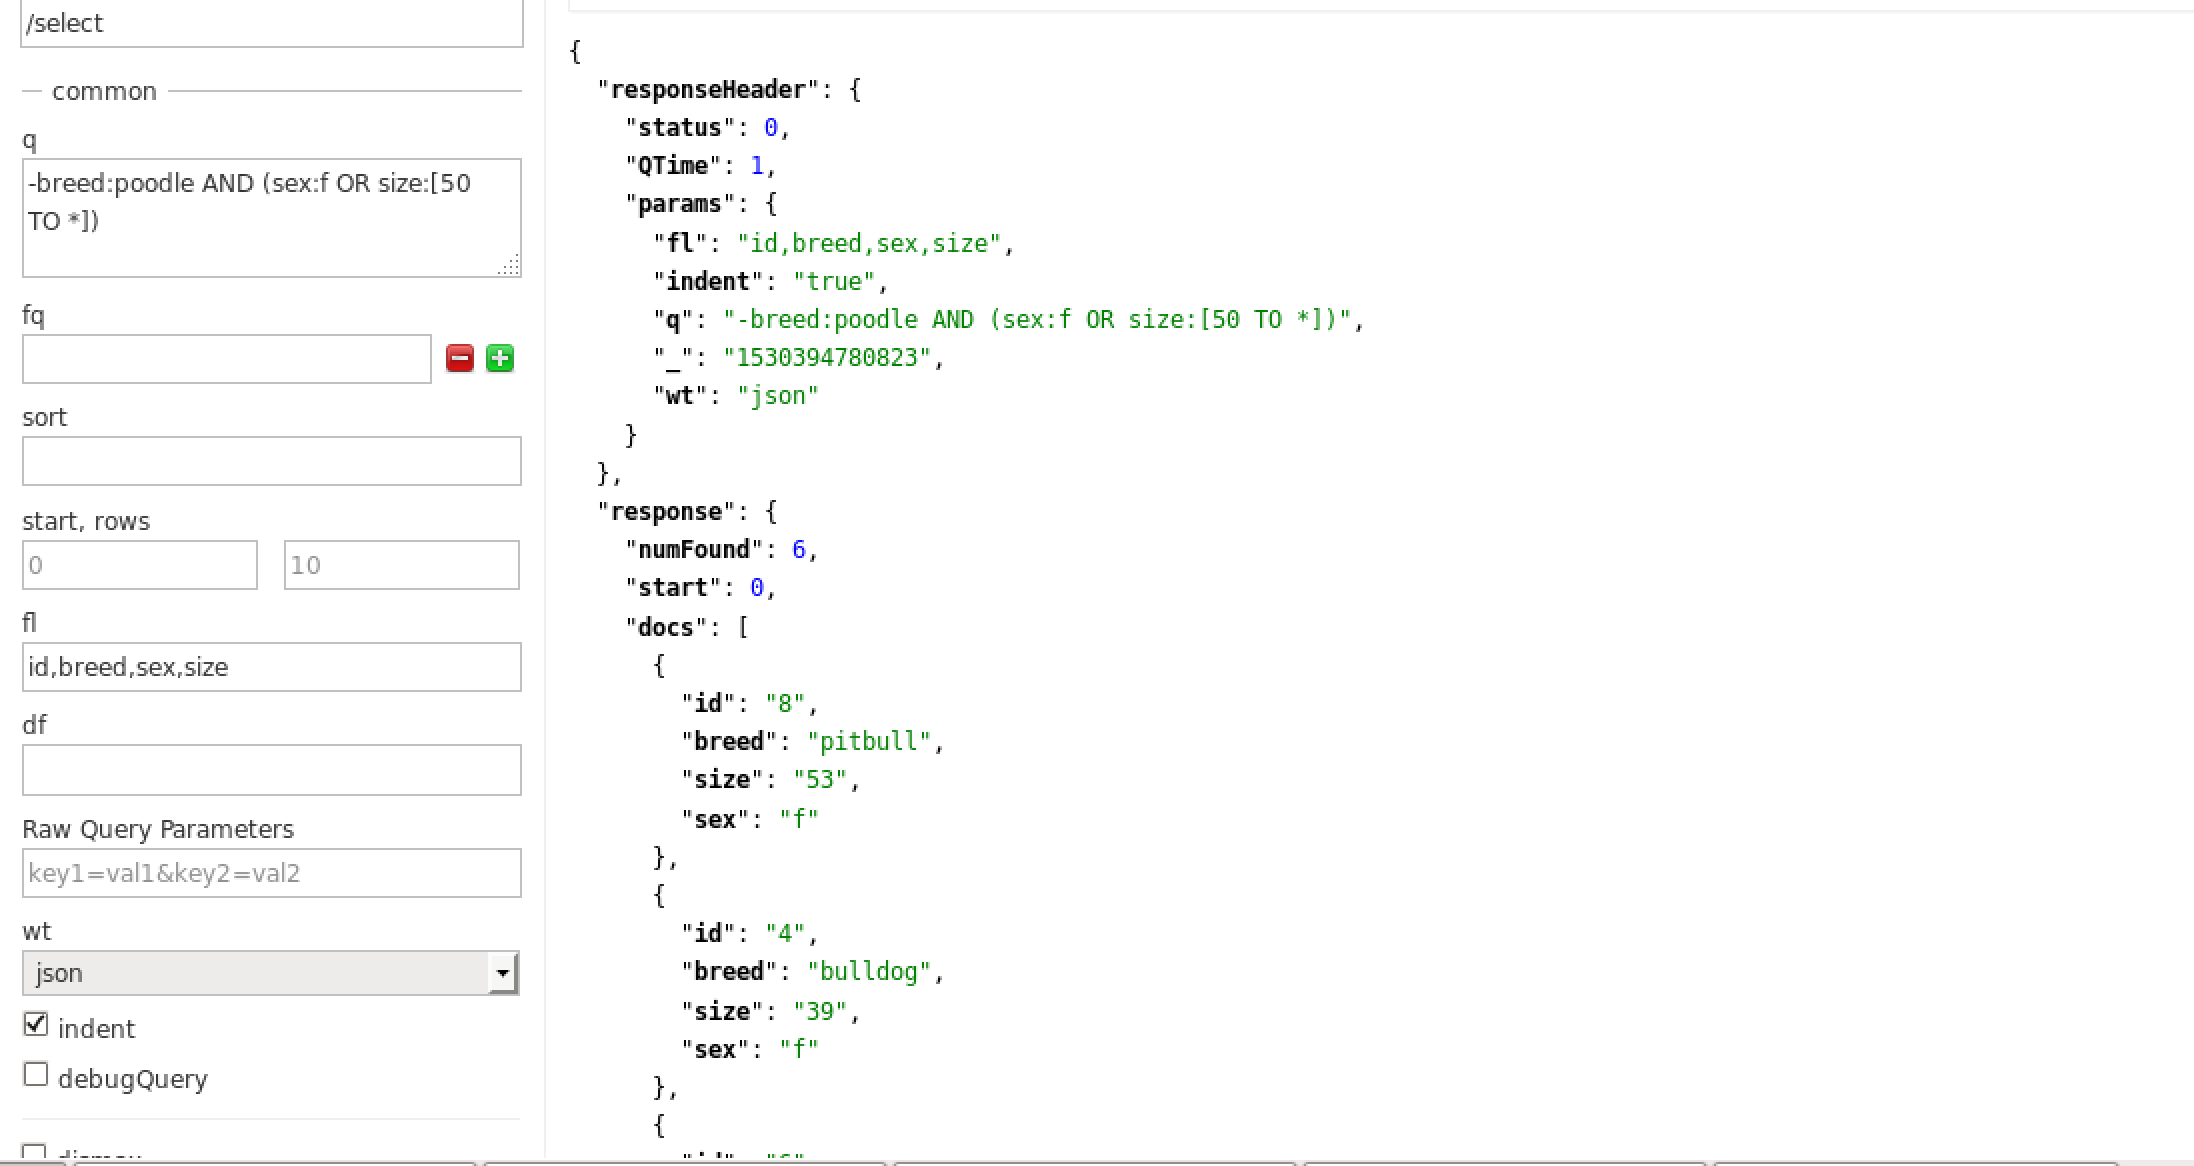 /select
common
q
-breed:poodle AND (sex:f OR size:[50
TO *])
fq
sort
start, rows
0 10
fl
id,breed,sex,size
df
Raw Query Parameters
key1=val1&key2=val2
wt
json
indent
debugQuery
{
"responseHeader": {
"status": 0,
"QTime": 1,
"params": {
"fl": "id,breed,sex,size",
"indent": "true",
"q": "-breed:poodle AND (sex:f OR size:[50 TO *])",
"_": "1530394780823",
"wt": "json"
}
},
"response": {
"numFound": 6,
"start": 0,
"docs": [
{
"id": "8",
"breed": "pitbull",
"size": "53",
"sex": "f"
},
{
"id": "4",
"breed": "bulldog",
"size": "39",
"sex": "f"
},
{